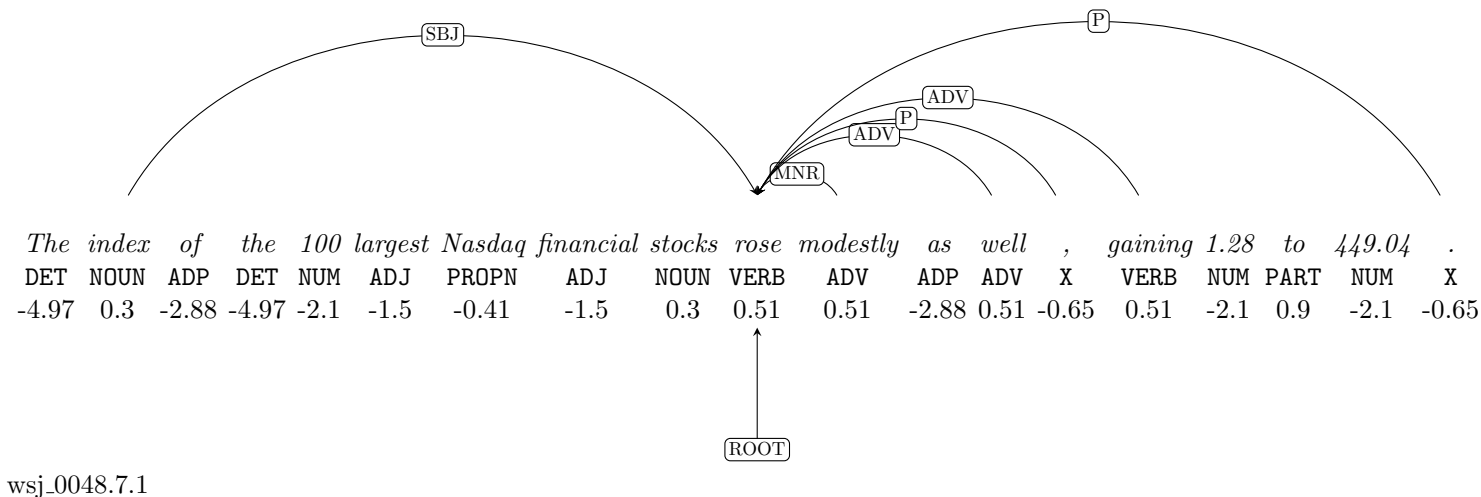 P
SBJ
ADV
P
ADV
MNR
The index of the 100 largest Nasdaq financial stocks rose modestly as well , gaining 1.28 to 449.04 .
DET NOUN ADP DET NUM ADJ PROPN ADJ NOUN VERB ADV ADP ADV X VERB NUM PART NUM X
-4.97 0.3 -2.88 -4.97 -2.1 -1.5 -0.41 -1.5 0.3 0.51 0.51 -2.88 0.51 -0.65 0.51 -2.1 0.9 -2.1 -0.65
ROOT
wsj_0048.7.1